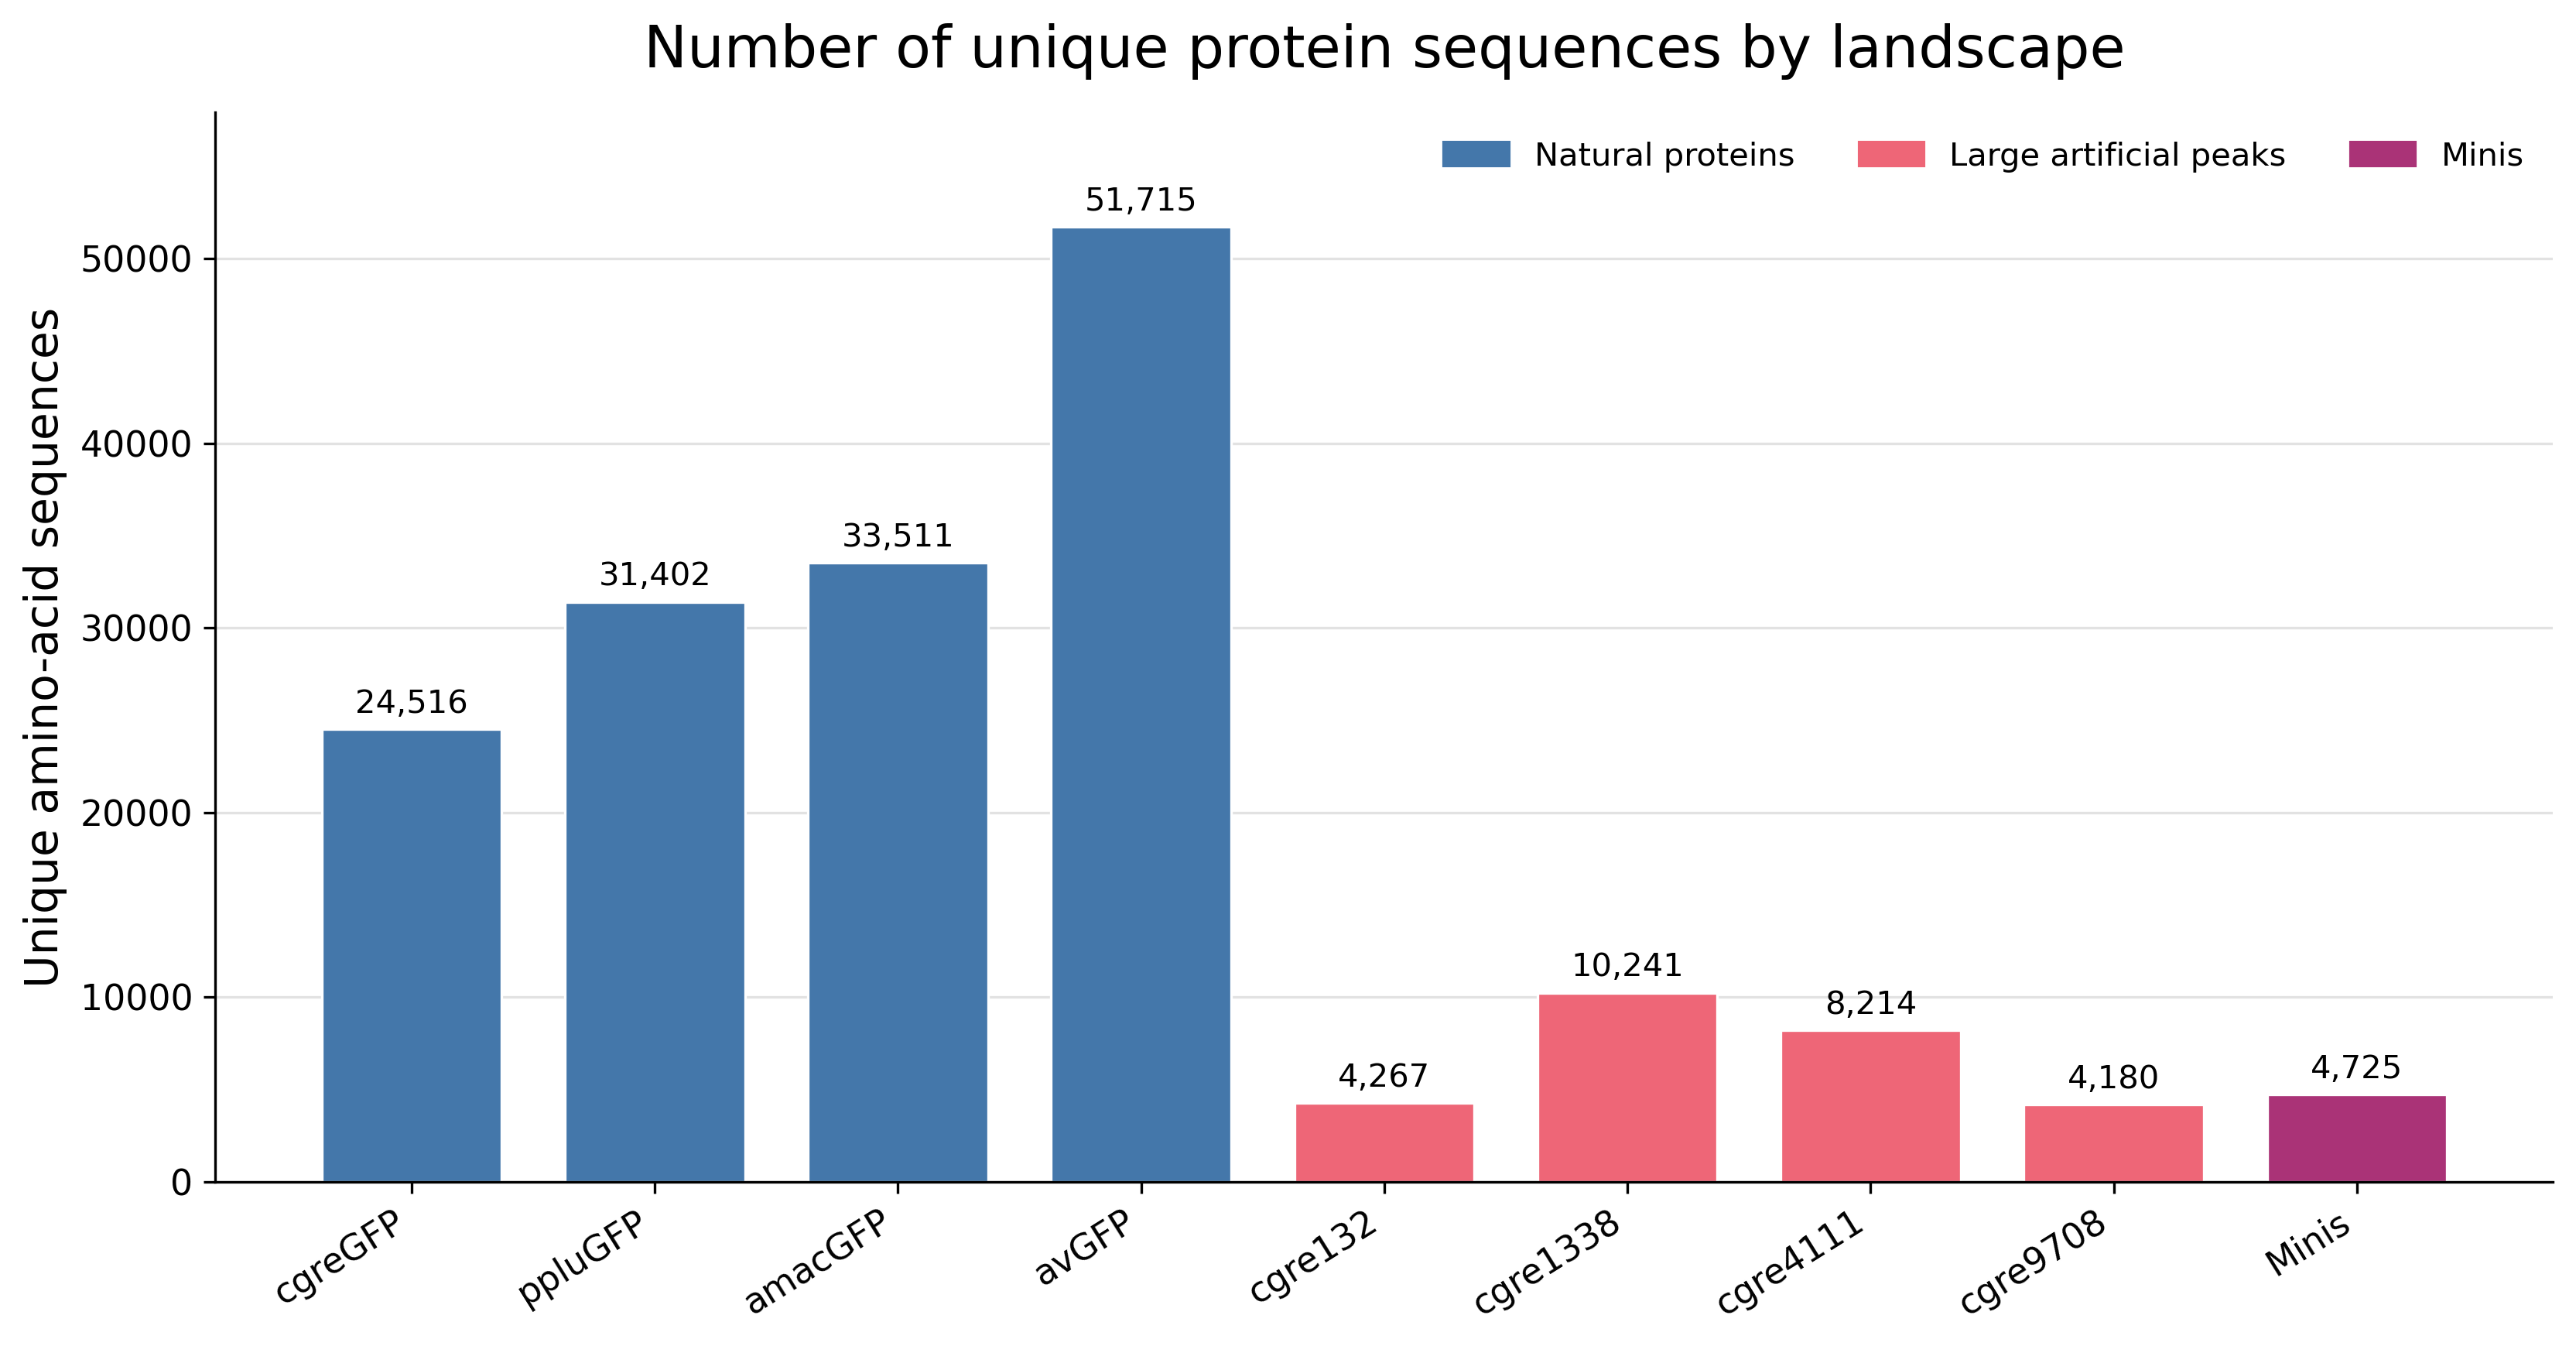 Number of unique protein sequences by landscape
Natural proteins
Large artificial peaks
Minis
Unique amino-acid sequences
50000
40000
30000
20000
10000
0
24,516
31,402
33,511
51,715
4,267
10,241
8,214
4,180
4,725
cgreGFP
ppluGFP
amacGFP
avGFP
cgre132
cgre1338
cgre4111
cgre9708
Minis